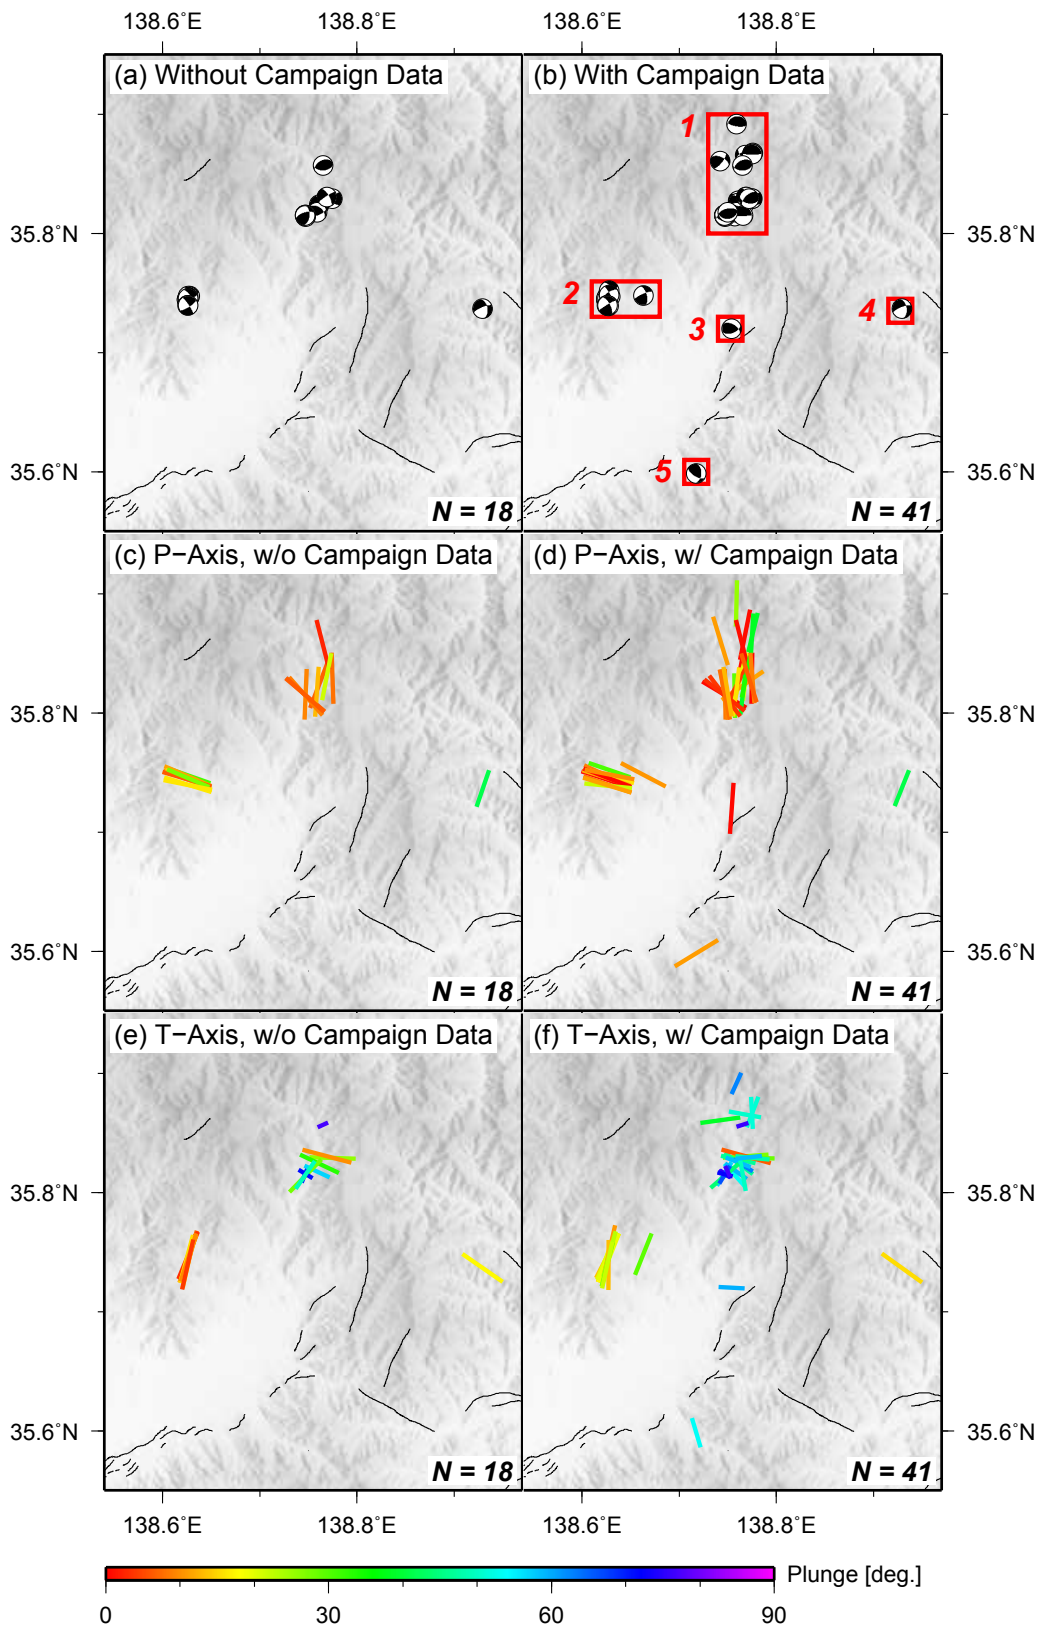 138.6˚E 138.8˚E 138.6˚E 138.8˚E
(a) Without Campaign Data (b) With Campaign Data
1
35.8˚N 35.8˚N
2 3 4
5
35.6˚N 35.6˚N
N = 18 N = 41
(c) P−Axis, w/o Campaign Data (d) P−Axis, w/ Campaign Data
35.8˚N 35.8˚N
35.6˚N 35.6˚N
N = 18 N = 41
(e) T−Axis, w/o Campaign Data (f) T−Axis, w/ Campaign Data
35.8˚N 35.8˚N
35.6˚N 35.6˚N
N = 18 N = 41
138.6˚E 138.8˚E 138.6˚E 138.8˚E
Plunge [deg.]
0 30 60 90